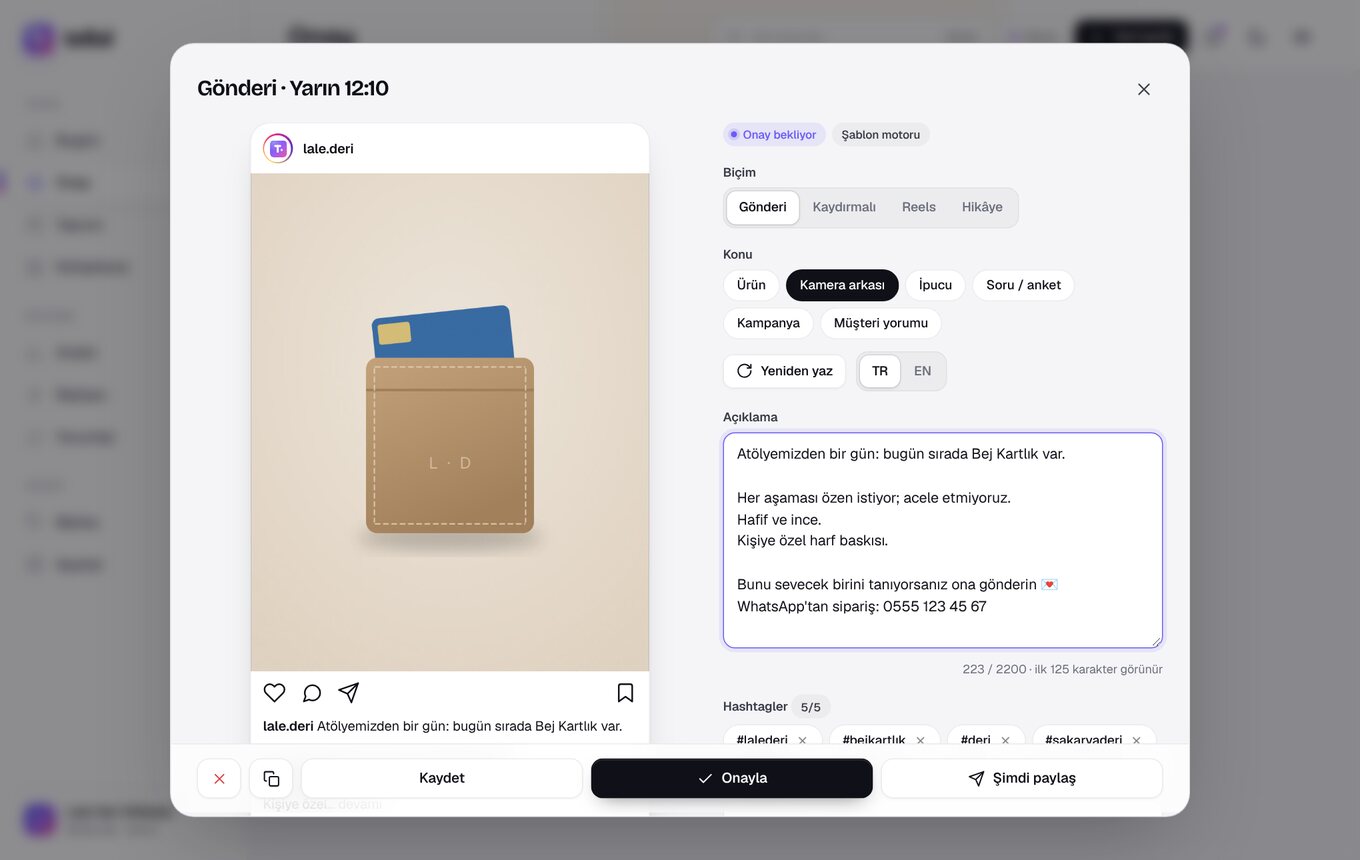 Gönderi · Yarın 12:10
lale.deri
L · D
lale.deri Atölyemizden bir gün: bugün sırada Bej Kartlık var.
Kişiye özel... devamı
Onay bekliyor
Şablon motoru
Biçim
Gönderi
Kaydırmalı
Reels
Hikâye
Konu
Ürün
Kamera arkası
İpucu
Soru / anket
Kampanya
Müşteri yorumu
Yeniden yaz
TR
EN
Açıklama
Atölyemizden bir gün: bugün sırada Bej Kartlık var.
Her aşaması özen istiyor; acele etmiyoruz.
Hafif ve ince.
Kişiye özel harf baskısı.
Bunu sevecek birini tanıyorsanız ona gönderin 💌
WhatsApp'tan sipariş: 0555 123 45 67
223 / 2200 · ilk 125 karakter görünür
Hashtagler 5/5
#lalederi
#bejkartlık
#deri
#sakaryaderi
Kaydet
Onayla
Şimdi paylaş